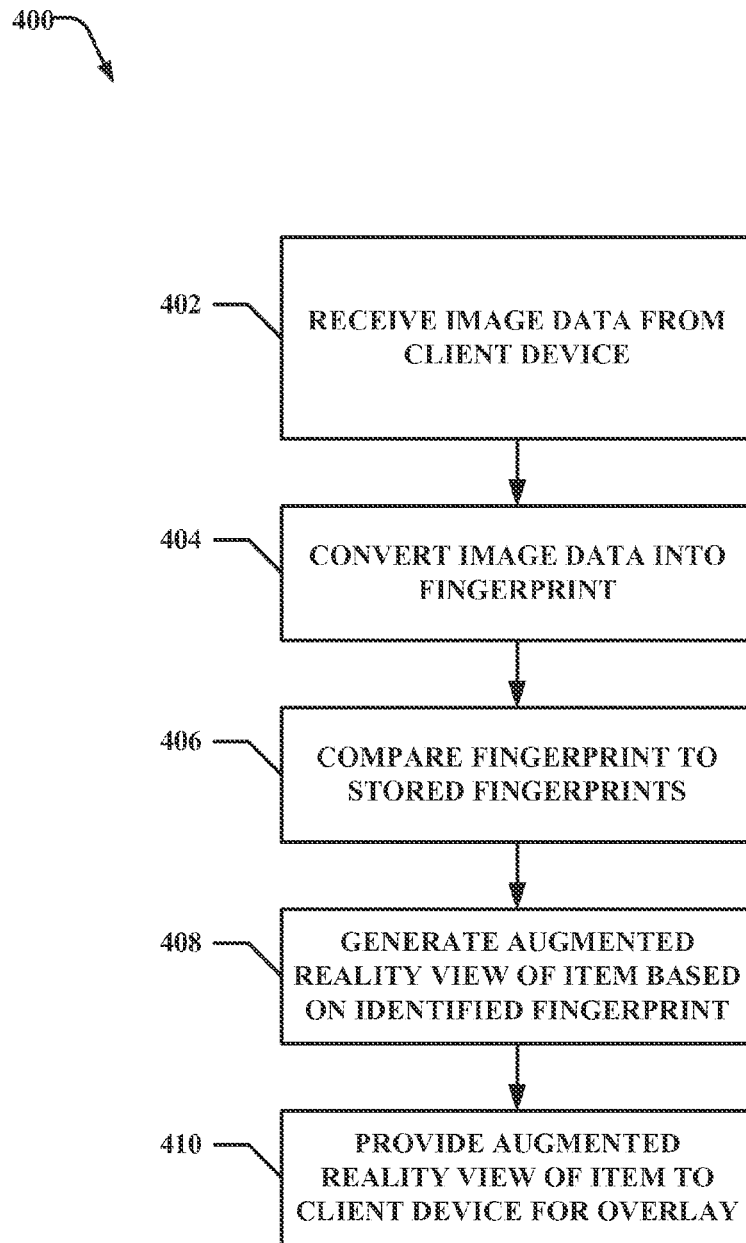 400
402
RECEIVE IMAGE DATA FROM
CLIENT DEVICE
404
CONVERT IMAGE DATA INTO
FINGERPRINT
406
COMPARE FINGERPRINT TO
STORED FINGERPRINTS
408
GENERATE AUGMENTED
REALITY VIEW OF ITEM BASED
ON IDENTIFIED FINGERPRINT
410
PROVIDE AUGMENTED
REALITY VIEW OF ITEM TO
CLIENT DEVICE FOR OVERLAY